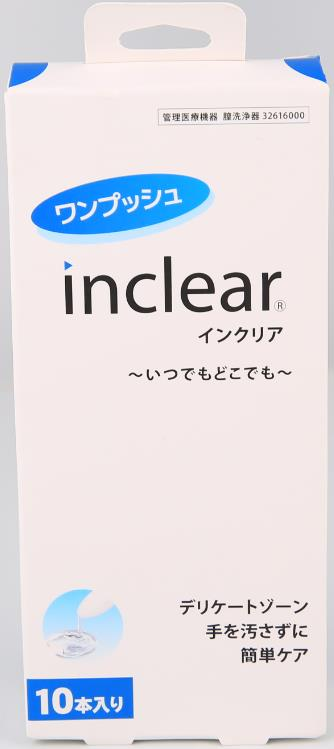 管理医療機器 膣洗浄器 32616000
ワンプッシュ
inclear®
インクリア
～いつでもどこでも～
デリケートゾーン
手を汚さずに
簡単ケア
10本入り